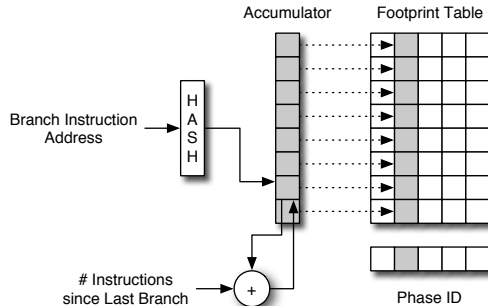 Accumulator
Footprint Table
Branch Instruction
Address
H
A
S
H
# Instructions
since Last Branch
+
Phase ID